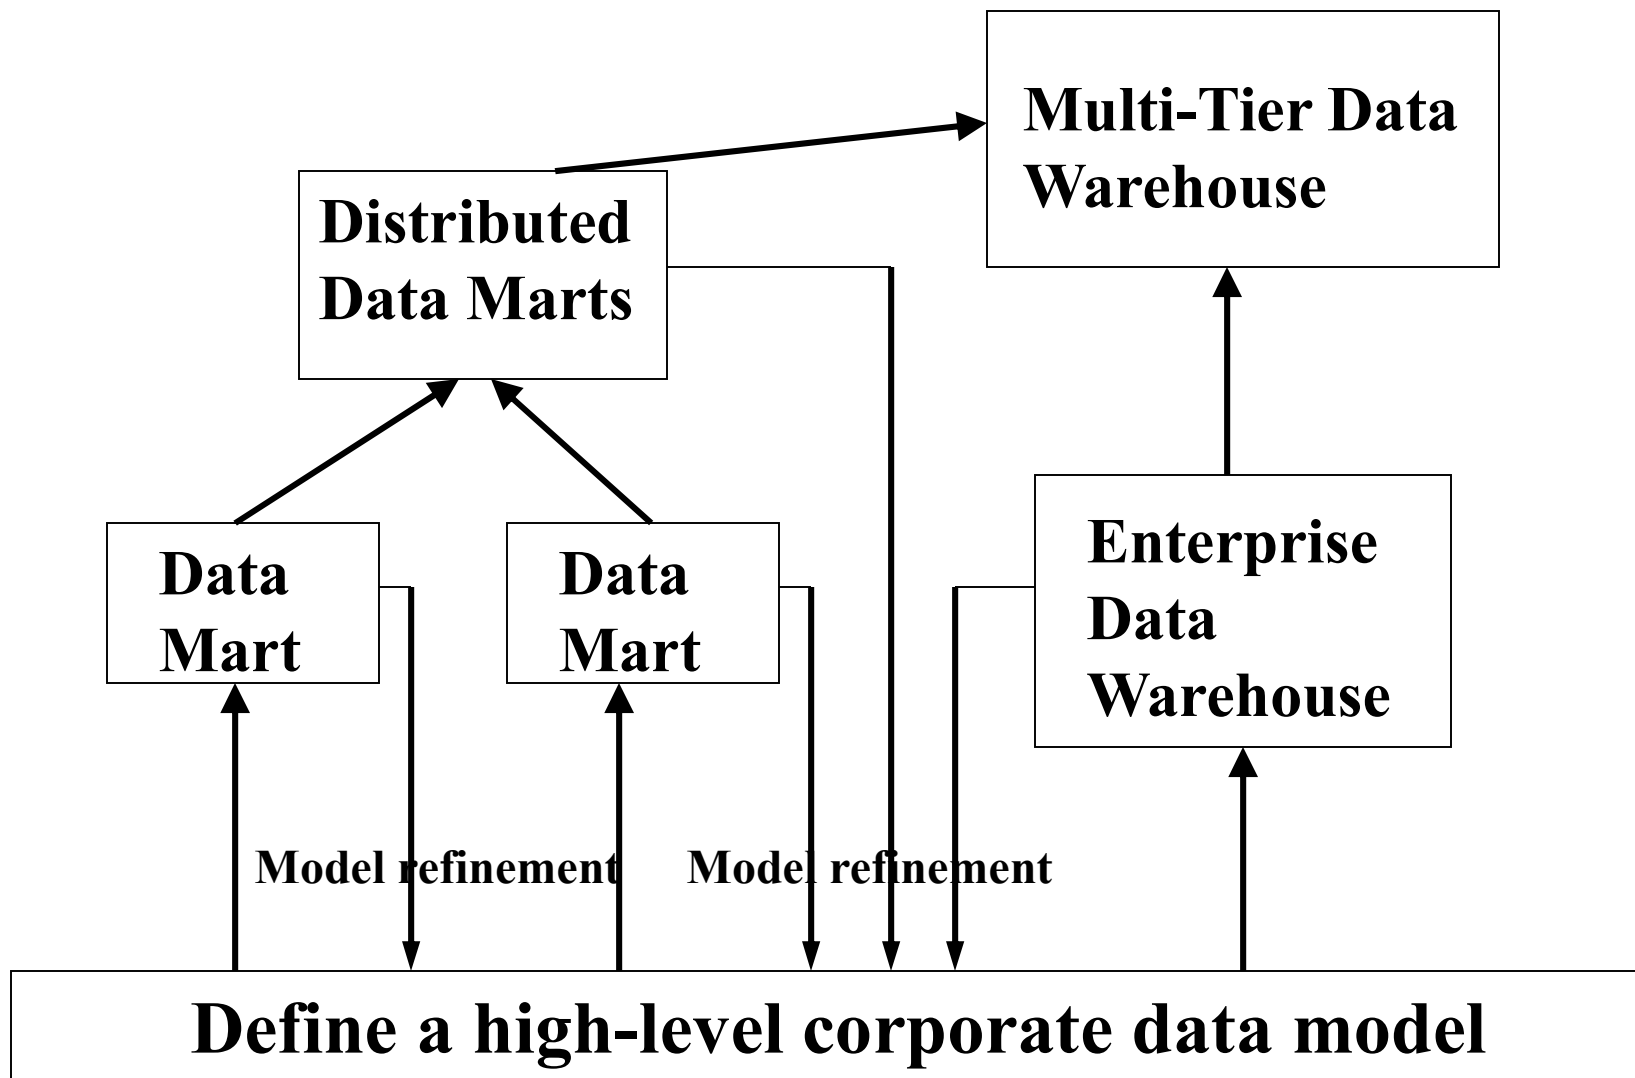 Multi-Tier Data
Warehouse
Distributed
Data Marts
Data
Mart
Data
Mart
Enterprise
Data
Warehouse
Model refinement
Model refinement
Define a high-level corporate data model